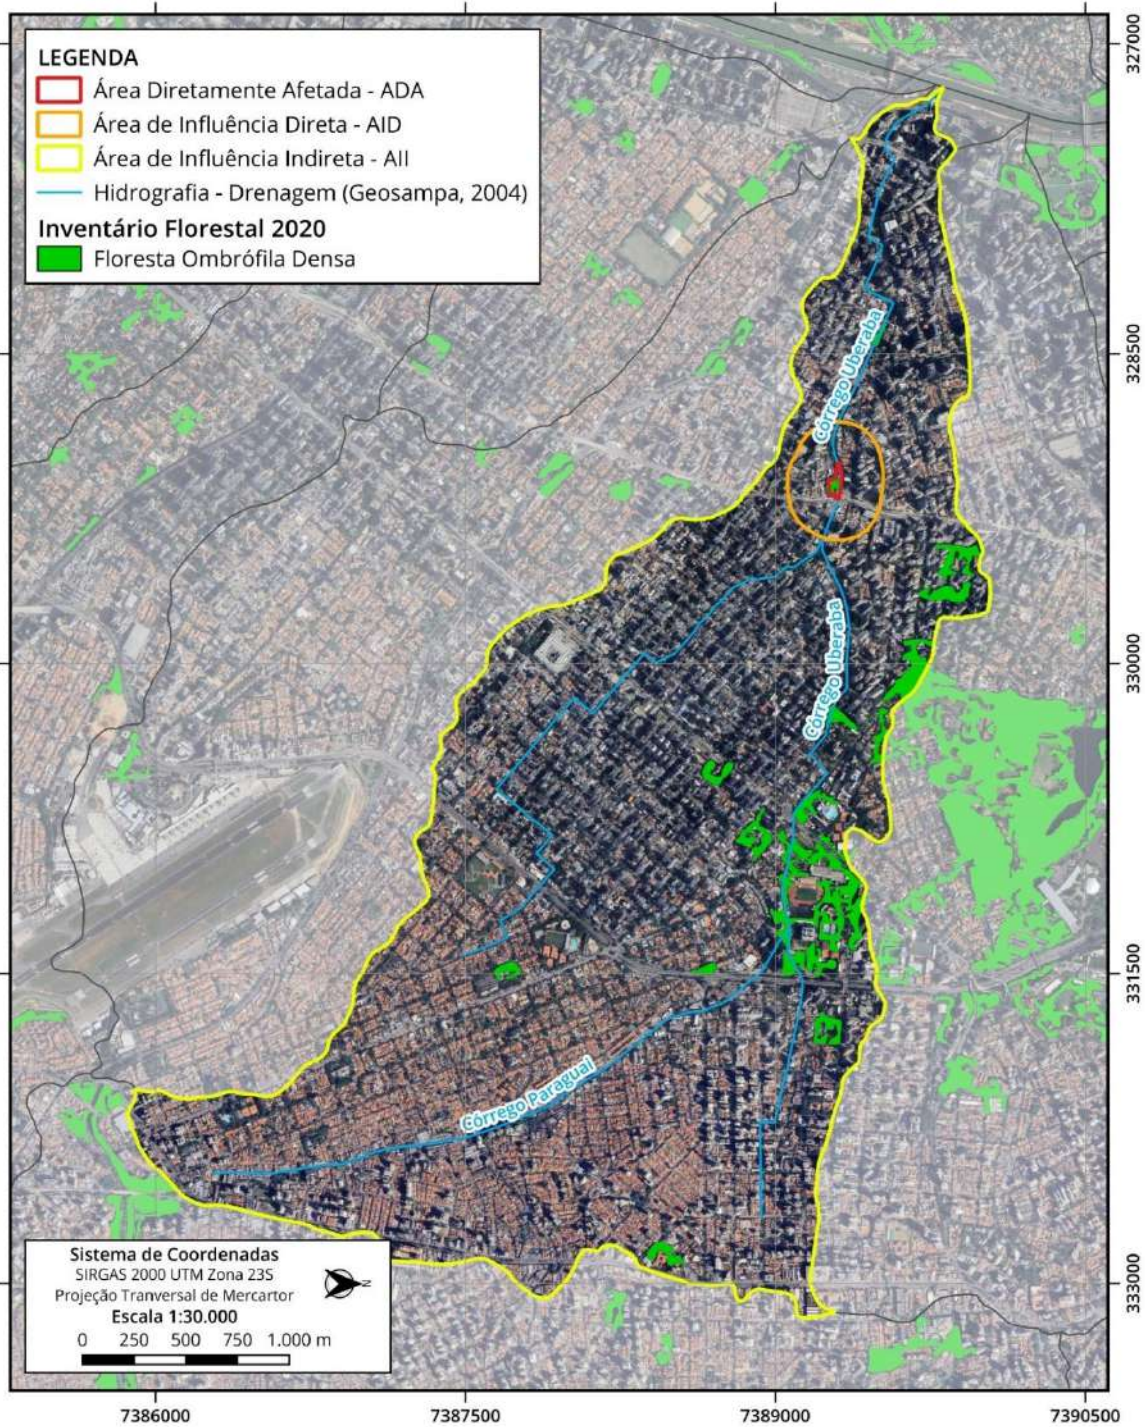 LEGENDA
Área Diretamente Afetada - ADA
Área de Influência Direta - AID
Área de Influência Indireta - AII
Hidrografia - Drenagem (Geosampa, 2004)
Inventário Florestal 2020
Floresta Ombrófila Densa
327000
328500
330000
331500
333000
Córrego Uberaba
Córrego Uberaba
Córrego Paraguai
Sistema de Coordenadas
SIRGAS 2000 UTM Zona 23S
Projeção Tranversal de Mercartor
Escala 1:30.000
N
0 250 500 750 1.000 m
7386000 7387500 7389000 7390500